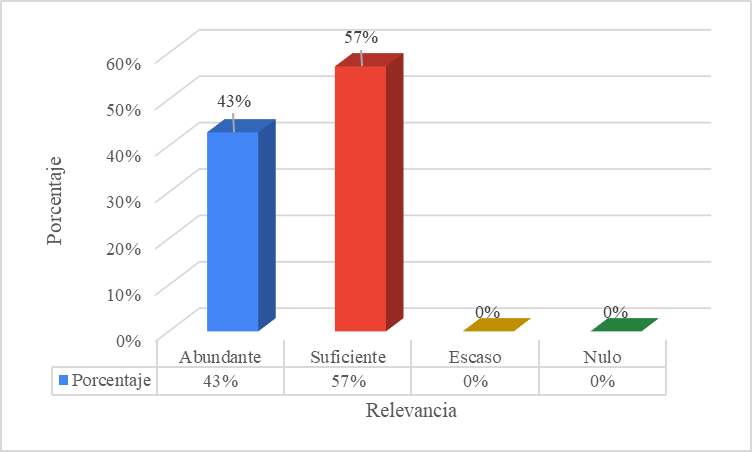 57%
60%
43%
50%
40%
30%
20%
10%
0% 0%
0%
Porcentaje
Abundante Suficiente Escaso Nulo
Porcentaje 43% 57% 0% 0%
Relevancia